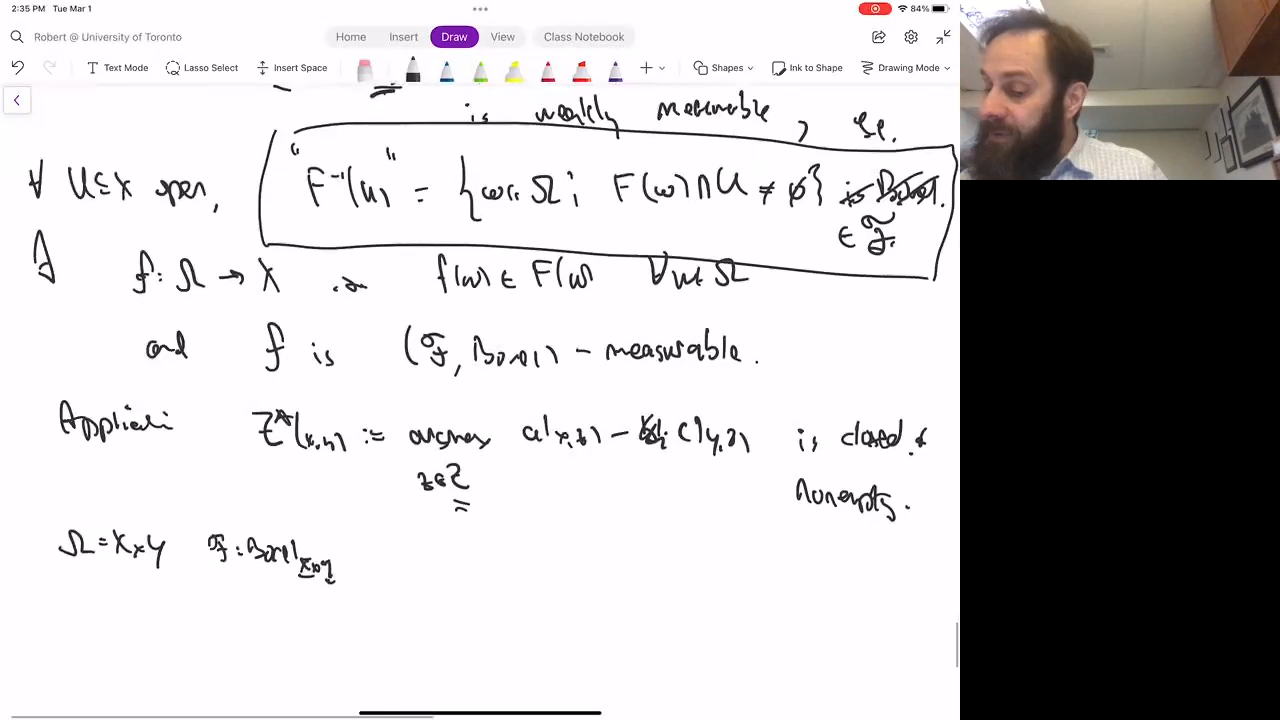 2:35 PM Tue Mar 1
84%
Robert @ University of Toronto
Home Insert Draw View Class Notebook
Text Mode Lasso Select Insert Space Shapes Ink to Shape Drawing Mode
is weakly measurable, i.e.
∀ U ⊆ X open, "F⁻¹(U)" = {ω ∈ Ω ; F(ω) ∩ U ≠ ∅} is Borel.
∈ ℱ.
∃ f : Ω → X f(ω) ∈ F(ω) ∀ω ∈ Ω
and f is (ℱ, Borel) - measurable.
Z*(x,y) := argmax a(x,z) - c(y,z) is closed &
z∈Z nonempty.
Ω = X × Y ℱ = Borel X×Y